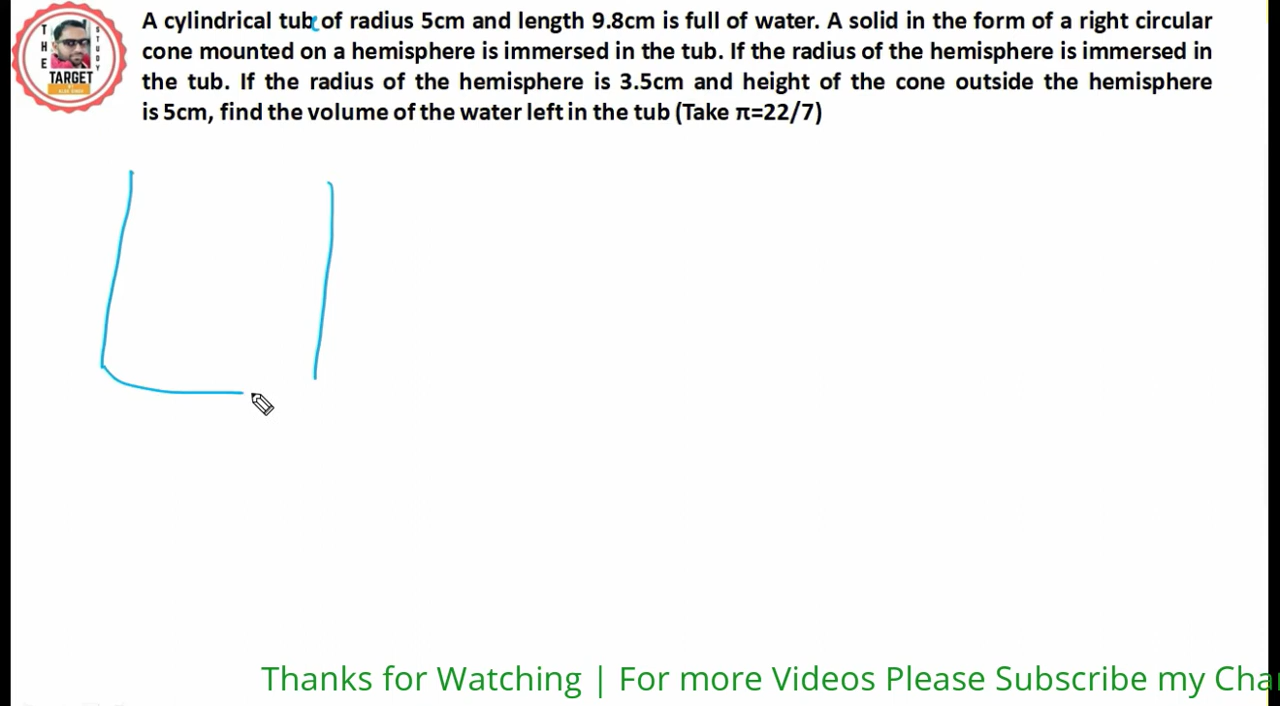 A cylindrical tub of radius 5cm and length 9.8cm is full of water. A solid in the form of a right circular
cone mounted on a hemisphere is immersed in the tub. If the radius of the hemisphere is immersed in
the tub. If the radius of the hemisphere is 3.5cm and height of the cone outside the hemisphere
is 5cm, find the volume of the water left in the tub (Take π=22/7)
THE
STUDY
TARGET
Thanks for Watching | For more Videos Please Subscribe my Cha